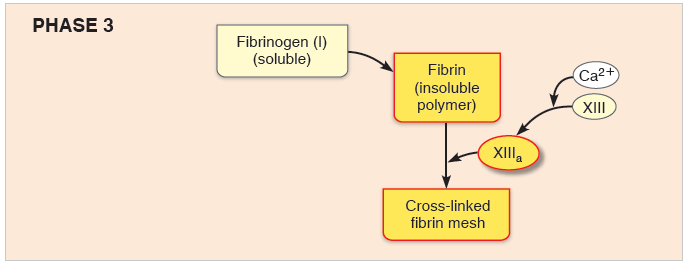 PHASE 3
Fibrinogen (I)
(soluble)
Fibrin
(insoluble
polymer)
Ca2+
XIII
XIIIa
Cross-linked
fibrin mesh